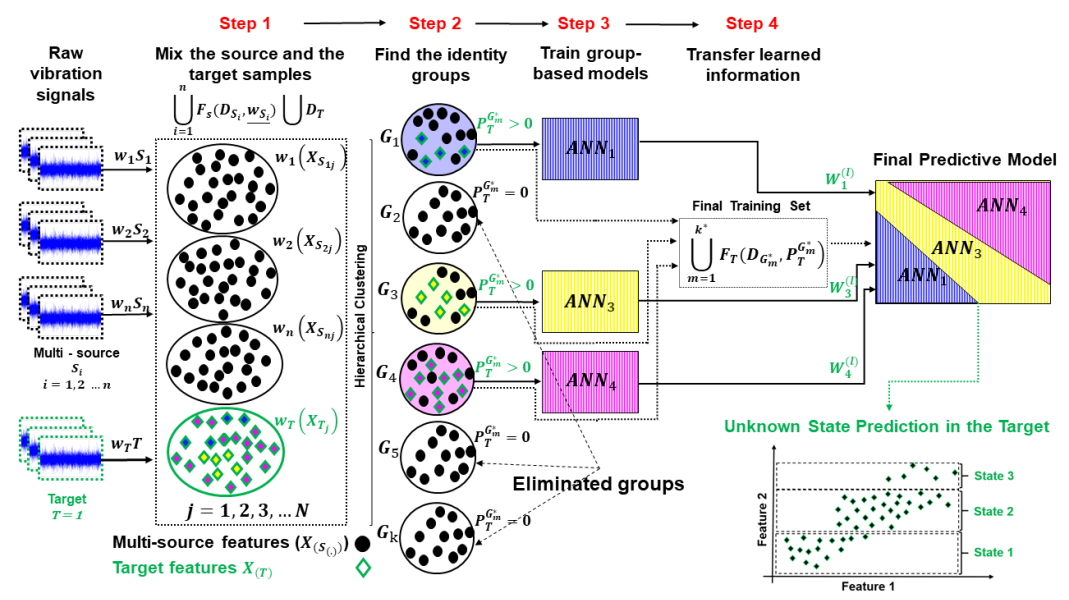 Step 1
Step 2
Step 3
Step 4
Raw
vibration
signals
Mix the source and the
target samples
Find the identity
groups
Train group-
based models
Transfer learned
information
n
⋃ F_s(D_{S_i}, w_{S_i}) ⋃ D_T
i=1
w_1S_1
w_2S_2
w_nS_n
Multi - source
S_i
i = 1,2 … n
w_TT
Target
T = 1
w_1(X_{S_{1j}})
w_2(X_{S_{2j}})
w_n(X_{S_{nj}})
w_T(X_{T_j})
j = 1, 2, 3, … N
Hierarchical Clustering
G_1
P_T^{G_m^*} > 0
G_2
P_T^{G_m^*} = 0
G_3
P_T^{G_m^*} > 0
G_4
P_T^{G_m^*} > 0
G_5
P_T^{G_m^*} = 0
G_k
P_T^{G_m^*} = 0
Eliminated groups
ANN_1
ANN_3
ANN_4
Final Training Set
k^*
⋃ F_T(D_{G_m^*}, P_T^{G_m^*})
m=1
W_1^{(l)}
W_3^{(l)}
W_4^{(l)}
Final Predictive Model
ANN_4
ANN_3
ANN_1
Unknown State Prediction in the Target
State 3
State 2
State 1
Feature 2
Feature 1
Multi-source features (X_{(S_{(.)})})
Target features X_{(T)}